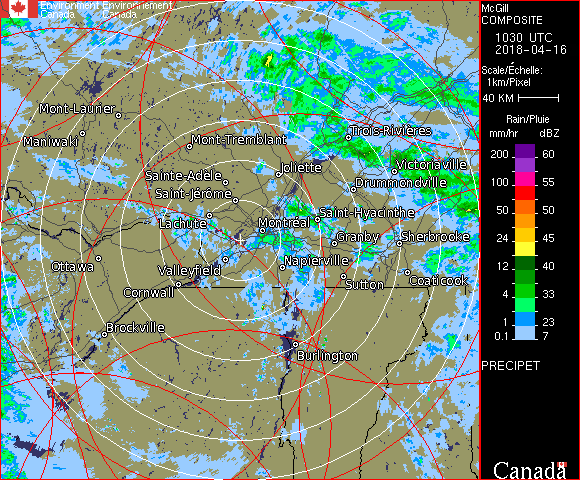 Environment Environnement
Canada Canada
McGill
COMPOSITE
1030 UTC
2018-04-16
Scale/Échelle:
1km/Pixel
40 KM
Rain/Pluie
mm/hr dBZ
200 60
100 55
50 50
24 45
12 40
4 33
1 23
0.1 7
PRECIPET
Canada
Mont-Laurier
Maniwaki
Mont-Tremblant
Trois-Rivières
Sainte-Adèle
Joliette
Victoriaville
Saint-Jérôme
Drummondville
Lachute
Montréal
Saint-Hyacinthe
Granby
Sherbrooke
Ottawa
Valleyfield
Napierville
Cornwall
Sutton
Coaticook
Brockville
Burlington